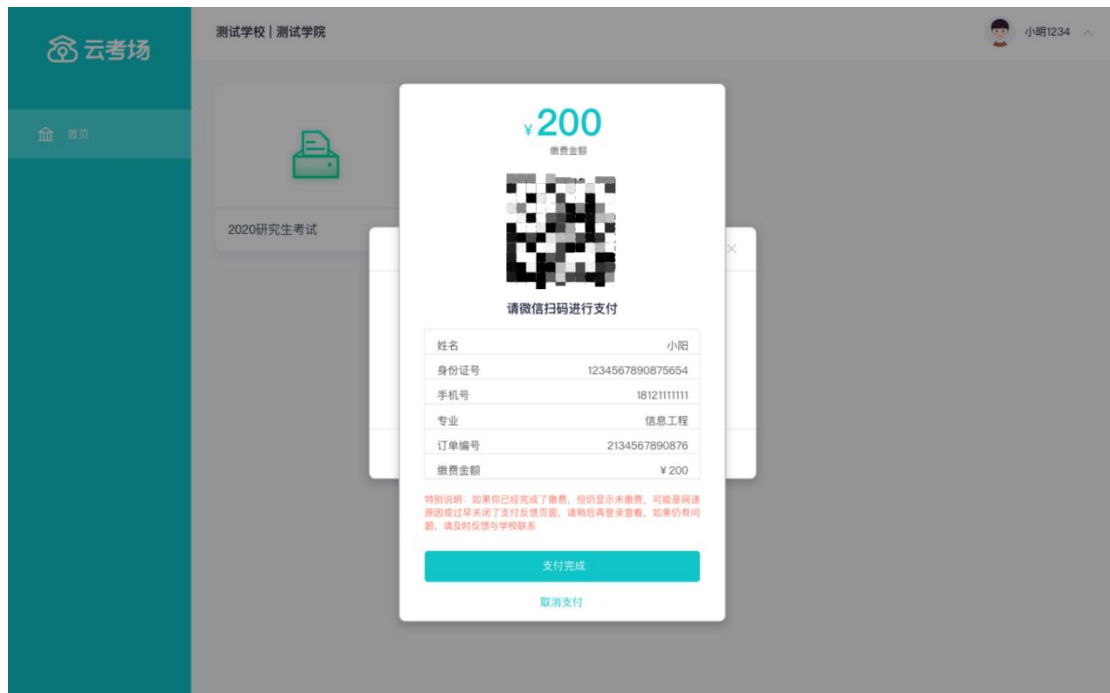 云考场
测试学校 | 测试学院
小明1234
首页
2020研究生考试
¥200
缴费金额
请微信扫码进行支付
姓名 小阳
身份证号 1234567890875654
手机号 18121111111
专业 信息工程
订单编号 2134567890876
缴费金额 ¥200
特别说明：如果你已经完成了缴费，但仍显示未缴费，可能是网速
原因或过早关闭了支付反馈页面，请稍后再登录查看，如果仍有问
题，请及时反馈与学校联系
支付完成
取消支付